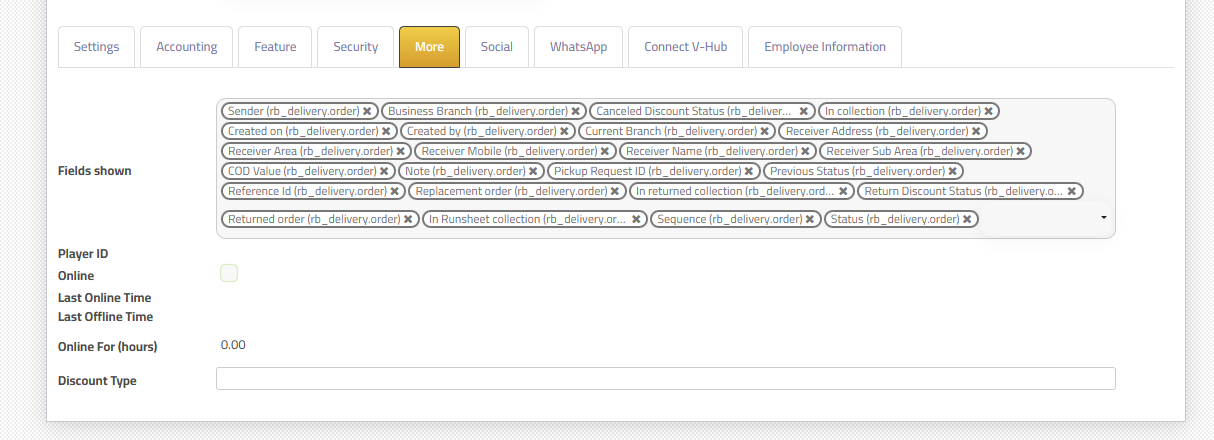 Settings Accounting Feature Security More Social WhatsApp Connect V-Hub Employee Information
Sender (rb_delivery.order) ✖ Business Branch (rb_delivery.order) ✖ Canceled Discount Status (rb_deliver... ✖ In collection (rb_delivery.order) ✖
Created on (rb_delivery.order) ✖ Created by (rb_delivery.order) ✖ Current Branch (rb_delivery.order) ✖ Receiver Address (rb_delivery.order) ✖
Receiver Area (rb_delivery.order) ✖ Receiver Mobile (rb_delivery.order) ✖ Receiver Name (rb_delivery.order) ✖ Receiver Sub Area (rb_delivery.order) ✖
Fields shown COD Value (rb_delivery.order) ✖ Note (rb_delivery.order) ✖ Pickup Request ID (rb_delivery.order) ✖ Previous Status (rb_delivery.order) ✖
Reference Id (rb_delivery.order) ✖ Replacement order (rb_delivery.order) ✖ In returned collection (rb_delivery.ord... ✖ Return Discount Status (rb_delivery.o... ✖
Returned order (rb_delivery.order) ✖ In Runsheet collection (rb_delivery.or... ✖ Sequence (rb_delivery.order) ✖ Status (rb_delivery.order) ✖
Player ID
Online
Last Online Time
Last Offline Time
Online For (hours) 0.00
Discount Type